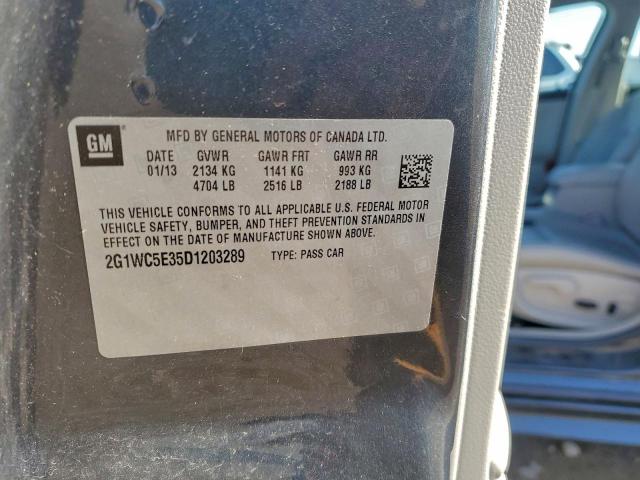 GM
MFD BY GENERAL MOTORS OF CANADA LTD.
DATE GVWR GAWR FRT GAWR RR
01/13 2134 KG 1141 KG 993 KG
4704 LB 2516 LB 2188 LB
THIS VEHICLE CONFORMS TO ALL APPLICABLE U.S. FEDERAL MOTOR
VEHICLE SAFETY, BUMPER, AND THEFT PREVENTION STANDARDS IN
EFFECT ON THE DATE OF MANUFACTURE SHOWN ABOVE.
2G1WC5E35D1203289 TYPE: PASS CAR